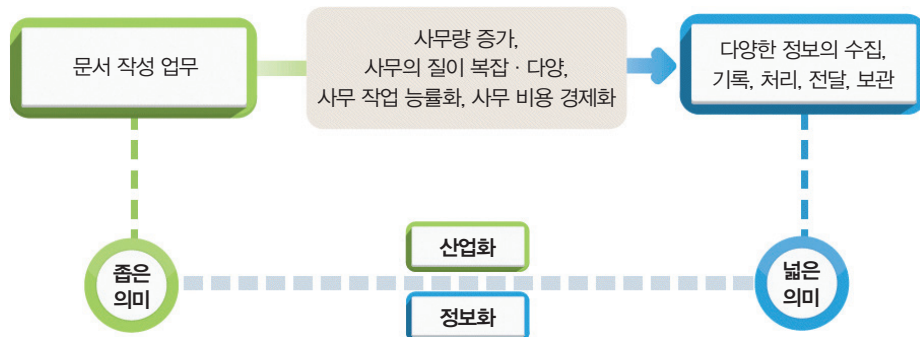 문서 작성 업무
사무량 증가,
사무의 질이 복잡 · 다양,
사무 작업 능률화, 사무 비용 경제화
다양한 정보의 수집,
기록, 처리, 전달, 보관
좁은
의미
산업화
정보화
넓은
의미